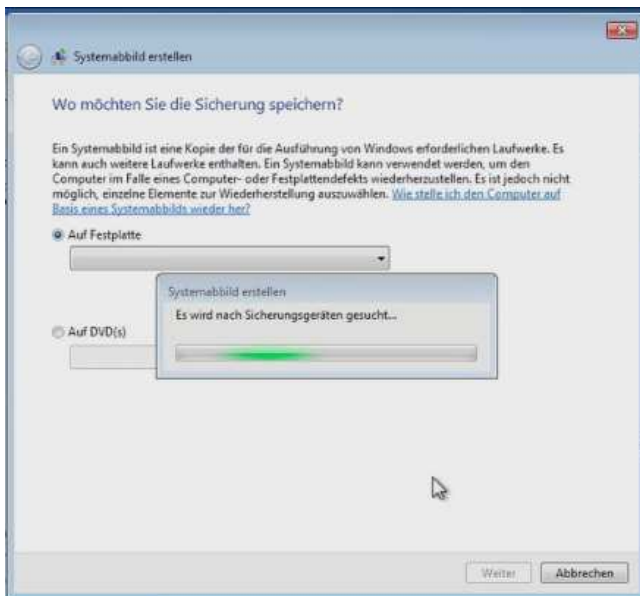 Systemabbild erstellen
Wo möchten Sie die Sicherung speichern?
Ein Systemabbild ist eine Kopie der für die Ausführung von Windows erforderlichen Laufwerke. Es
kann auch weitere Laufwerke enthalten. Ein Systemabbild kann verwendet werden, um den
Computer im Falle eines Computer- oder Festplattendefekts wiederherzustellen. Es ist jedoch nicht
möglich, einzelne Elemente zur Wiederherstellung auszuwählen. Wie stelle ich den Computer auf
Basis eines Systemabbilds wieder her?
Auf Festplatte
Systemabbild erstellen
Es wird nach Sicherungsgeräten gesucht...
Auf DVD(s)
Weiter
Abbrechen